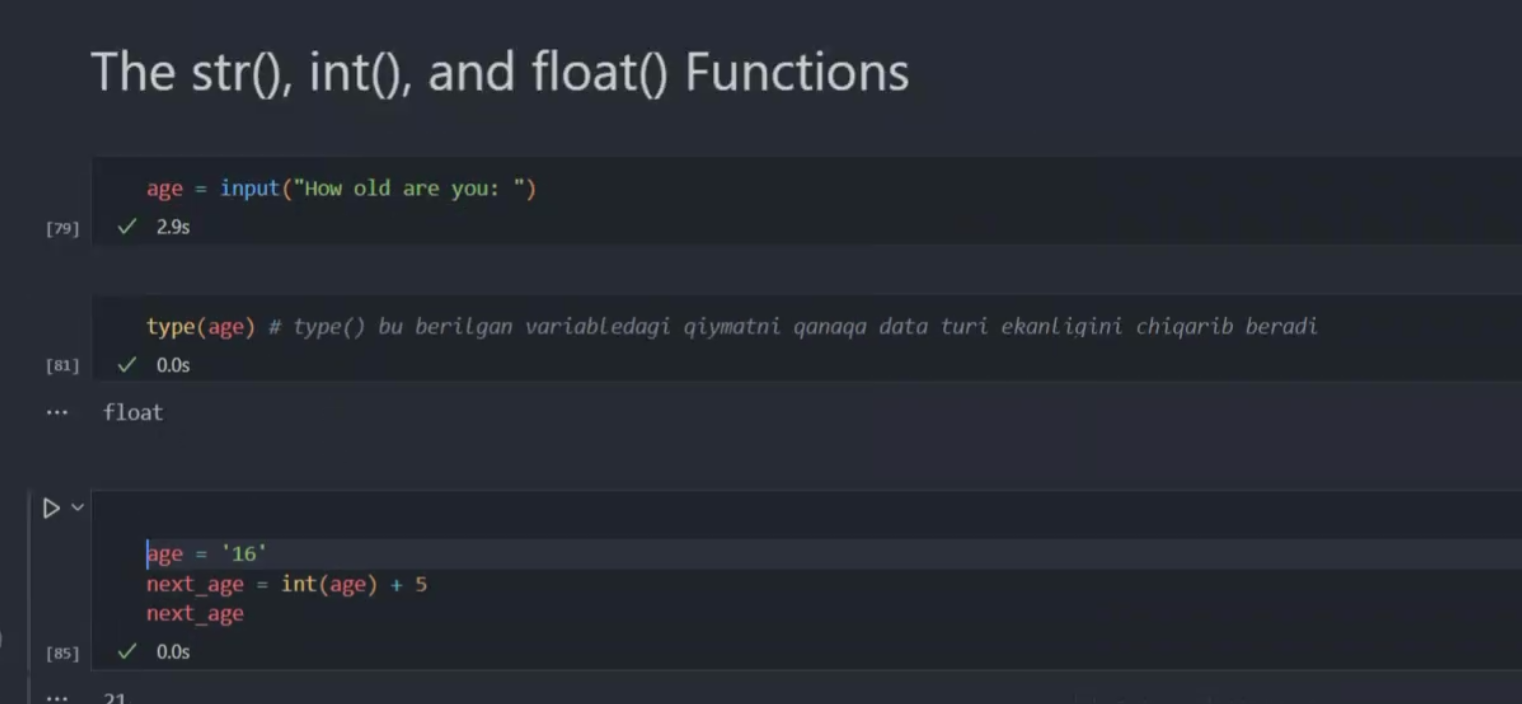 The str(), int(), and float() Functions
age = input("How old are you: ")
[79] ✓ 2.9s
type(age) # type() bu berilgan variabledagi qiymatni qanaqa data turi ekanligini chiqarib beradi
[81] ✓ 0.0s
... float
age = '16'
next_age = int(age) + 5
next_age
[85] ✓ 0.0s
... 21